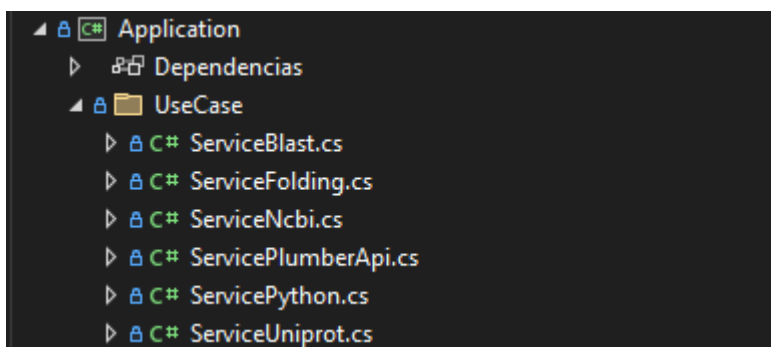 C# Application
Dependencias
UseCase
C# ServiceBlast.cs
C# ServiceFolding.cs
C# ServiceNcbi.cs
C# ServicePlumberApi.cs
C# ServicePython.cs
C# ServiceUniprot.cs